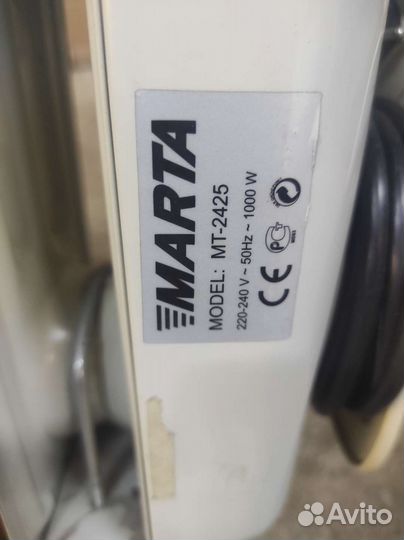 MARTA
MODEL: MT-2425
220-240 V ~ 50Hz ~ 1000 W
CE
Avito